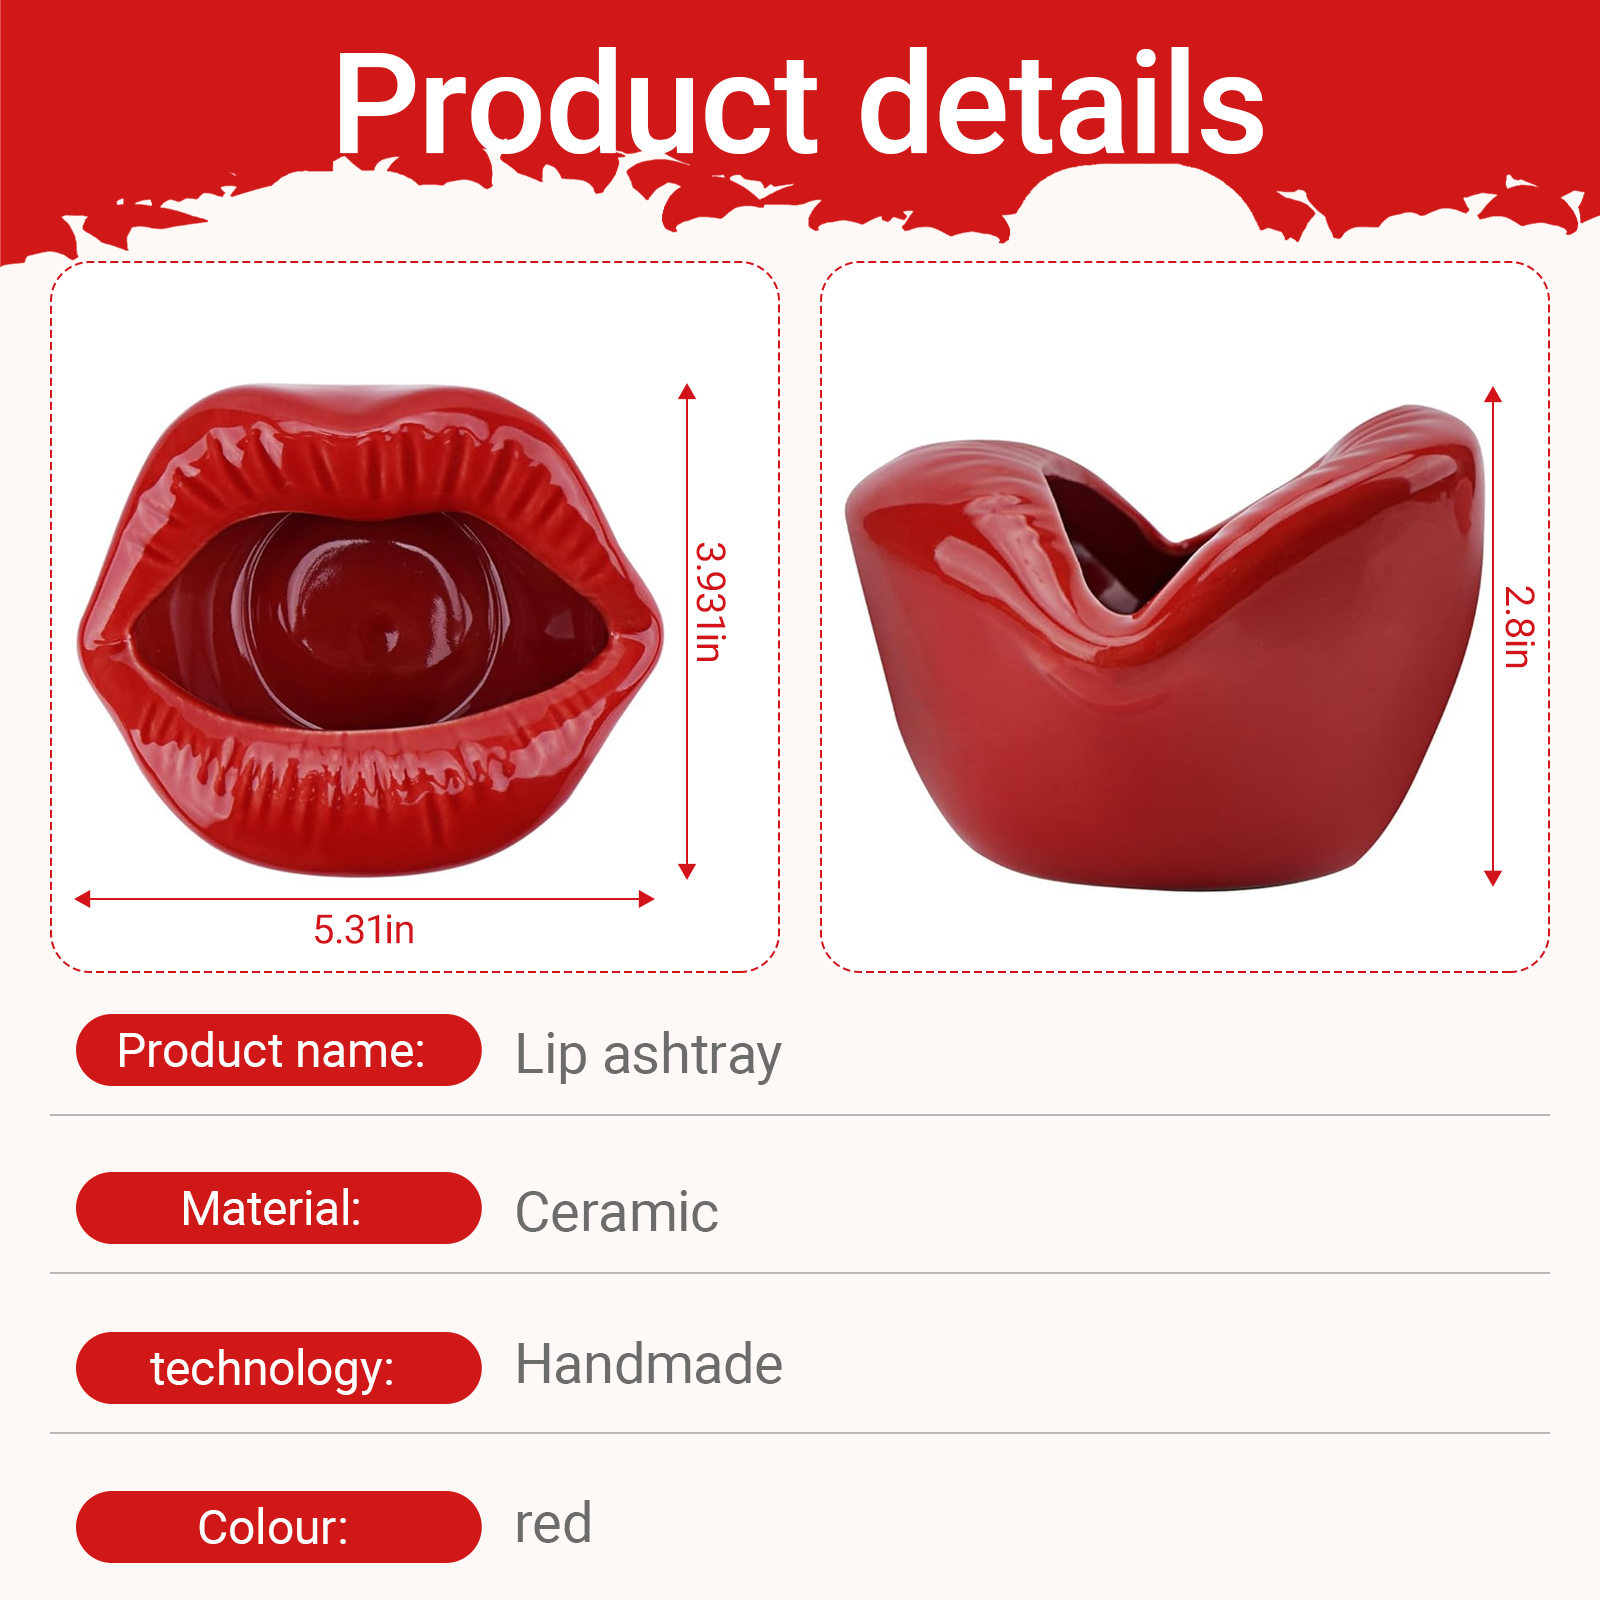 Product details
3.931in
5.31in
2.8in
Product name: Lip ashtray
Material: Ceramic
technology: Handmade
Colour: red